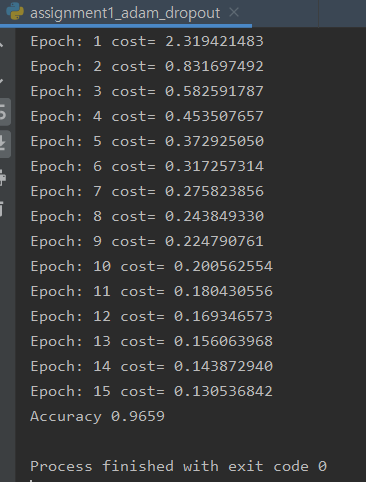 assignment1_adam_dropout
Epoch: 1 cost= 2.319421483
Epoch: 2 cost= 0.831697492
Epoch: 3 cost= 0.582591787
Epoch: 4 cost= 0.453507657
Epoch: 5 cost= 0.372925050
Epoch: 6 cost= 0.317257314
Epoch: 7 cost= 0.275823856
Epoch: 8 cost= 0.243849330
Epoch: 9 cost= 0.224790761
Epoch: 10 cost= 0.200562554
Epoch: 11 cost= 0.180430556
Epoch: 12 cost= 0.169346573
Epoch: 13 cost= 0.156063968
Epoch: 14 cost= 0.143872940
Epoch: 15 cost= 0.130536842
Accuracy 0.9659
Process finished with exit code 0